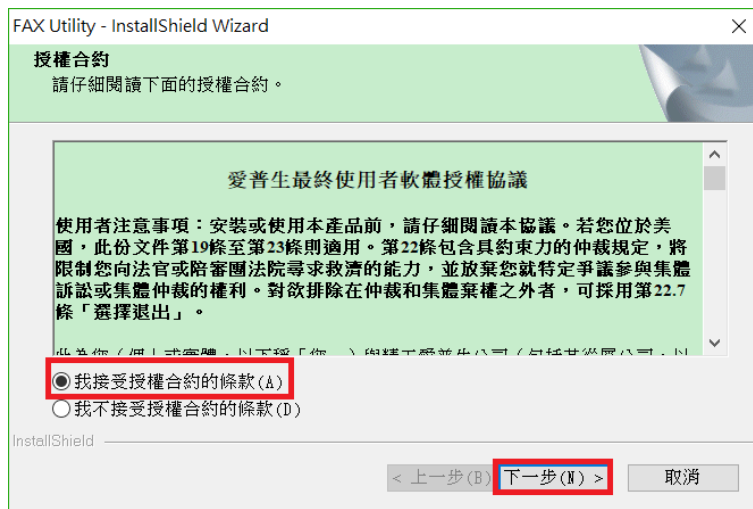 FAX Utility - InstallShield Wizard
授權合約
請仔細閱讀下面的授權合約。
愛普生最終使用者軟體授權協議
使用者注意事項：安裝或使用本產品前，請仔細閱讀本協議。若您位於美
國，此份文件第19條至第23條則適用。第22條包含具約束力的仲裁規定，將
限制您向法官或陪審團法院尋求救濟的能力，並放棄您就特定爭議參與集體
訴訟或集體仲裁的權利。對欲排除在仲裁和集體棄權之外者，可採用第22.7
條「選擇退出」。
我接受授權合約的條款(A)
我不接受授權合約的條款(D)
InstallShield
< 上一步(B) 下一步(N) > 取消